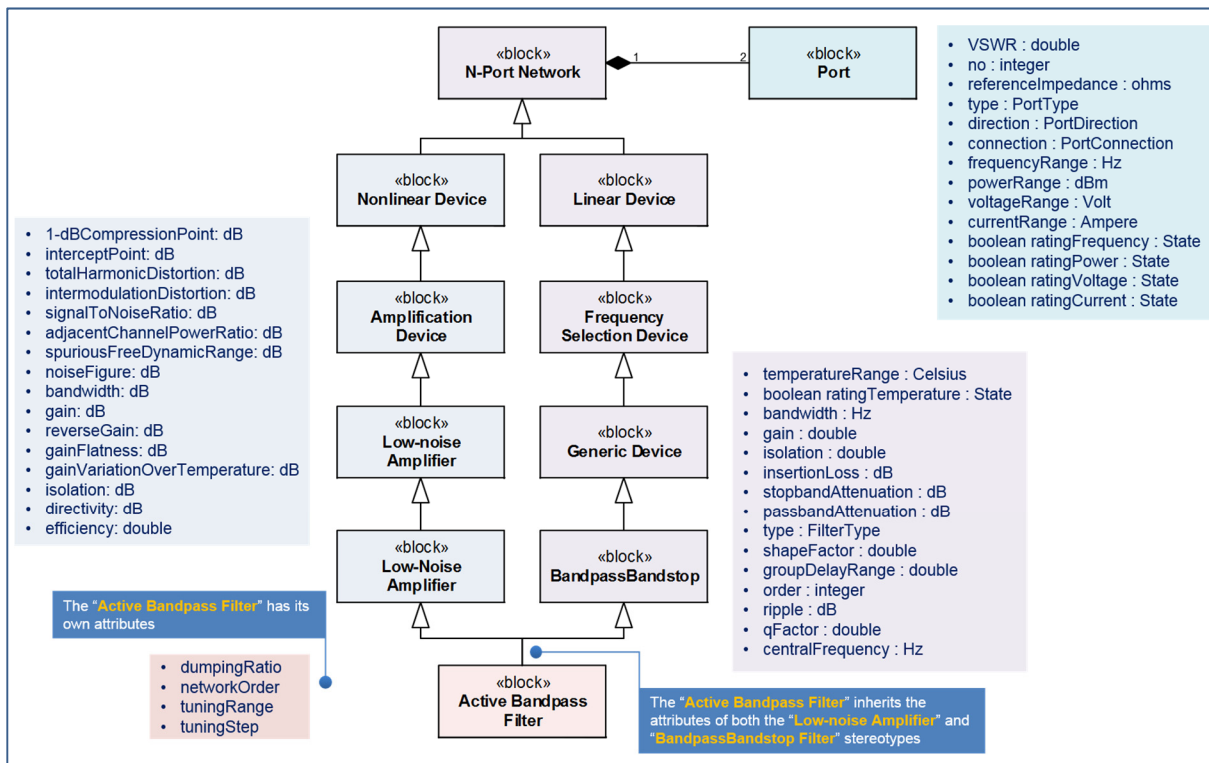 «block»
N-Port Network
1
2
«block»
Port
• VSWR : double
• no : integer
• referenceImpedance : ohms
• type : PortType
• direction : PortDirection
• connection : PortConnection
• frequencyRange : Hz
• powerRange : dBm
• voltageRange : Volt
• currentRange : Ampere
• boolean ratingFrequency : State
• boolean ratingPower : State
• boolean ratingVoltage : State
• boolean ratingCurrent : State
«block»
Nonlinear Device
«block»
Linear Device
• 1-dBCompressionPoint: dB
• interceptPoint: dB
• totalHarmonicDistortion: dB
• intermodulationDistortion: dB
• signalToNoiseRatio: dB
• adjacentChannelPowerRatio: dB
• spuriousFreeDynamicRange: dB
• noiseFigure: dB
• bandwidth: dB
• gain: dB
• reverseGain: dB
• gainFlatness: dB
• gainVariationOverTemperature: dB
• isolation: dB
• directivity: dB
• efficiency: double
«block»
Amplification
Device
«block»
Frequency
Selection Device
• temperatureRange : Celsius
• boolean ratingTemperature : State
• bandwidth : Hz
• gain : double
• isolation : double
• insertionLoss : dB
• stopbandAttenuation : dB
• passbandAttenuation : dB
• type : FilterType
• shapeFactor : double
• groupDelayRange : double
• order : integer
• ripple : dB
• qFactor : double
• centralFrequency : Hz
«block»
Low-noise
Amplifier
«block»
Generic Device
«block»
Low-Noise
Amplifier
«block»
BandpassBandstop
The “Active Bandpass Filter” has its
own attributes
• dumpingRatio
• networkOrder
• tuningRange
• tuningStep
«block»
Active Bandpass
Filter
The “Active Bandpass Filter” inherits the
attributes of both the “Low-noise Amplifier” and
“BandpassBandstop Filter” stereotypes